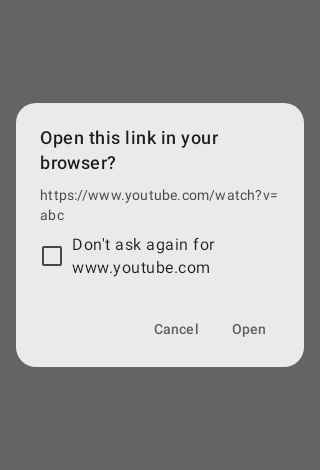 Open this link in your
browser?
https://www.youtube.com/watch?v=
abc
Don't ask again for
www.youtube.com
Cancel
Open